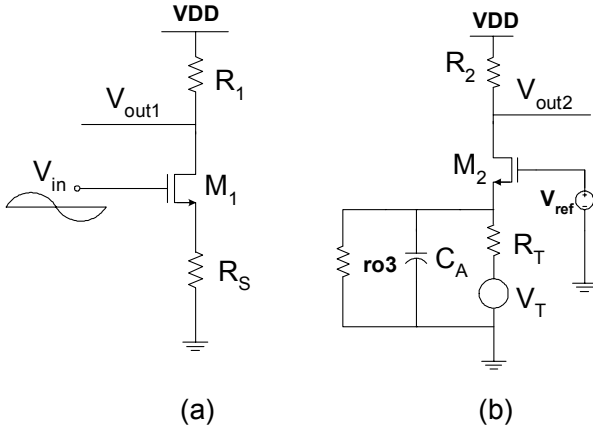 VDD
R1
Vout1
Vin
M1
RS
(a)
VDD
R2
Vout2
M2
Vref
ro3
CA
RT
VT
(b)